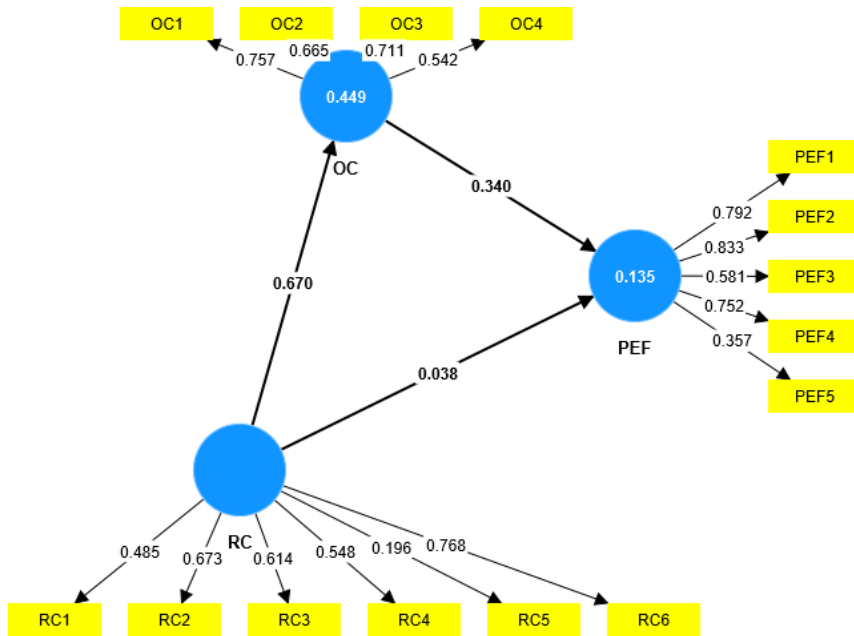 OC1 OC2 OC3 OC4
0.757 0.665 0.711 0.542
0.449
OC
PEF1
0.340
0.792
PEF2
0.833
0.670
0.135
0.581
PEF3
0.752
PEF4
PEF
0.357
0.038
PEF5
RC
0.485 0.673 0.614 0.548 0.196 0.768
RC1 RC2 RC3 RC4 RC5 RC6